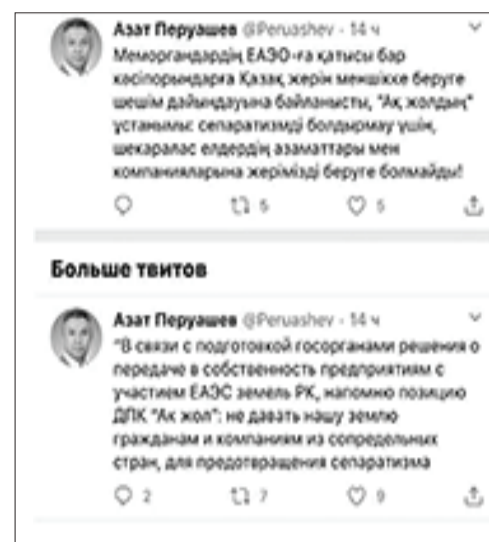 Азат Перуашев @Peruashev - 14 ч
Меморгандардің ЕАЭО-ға қатысы бар
кәсіпорындарға Қазақ жерін меншікке беруге
шешім дайындауына байланысты, "Ақ жолдың"
ұстанымы: сепаратизмді болдырмау үшін,
шекаралас елдердің азаматтары мен
компанияларына жерімізді беруге болмайды!
5 5
Больше твитов
Азат Перуашев @Peruashev - 14 ч
"В связи с подготовкой госорганами решения о
передаче в собственность предприятиям с
участием ЕАЭС земель РК, напомню позицию
ДПК "Ак жол": не давать нашу землю
гражданам и компаниям из сопредельных
стран, для предотвращения сепаратизма
2 7 9